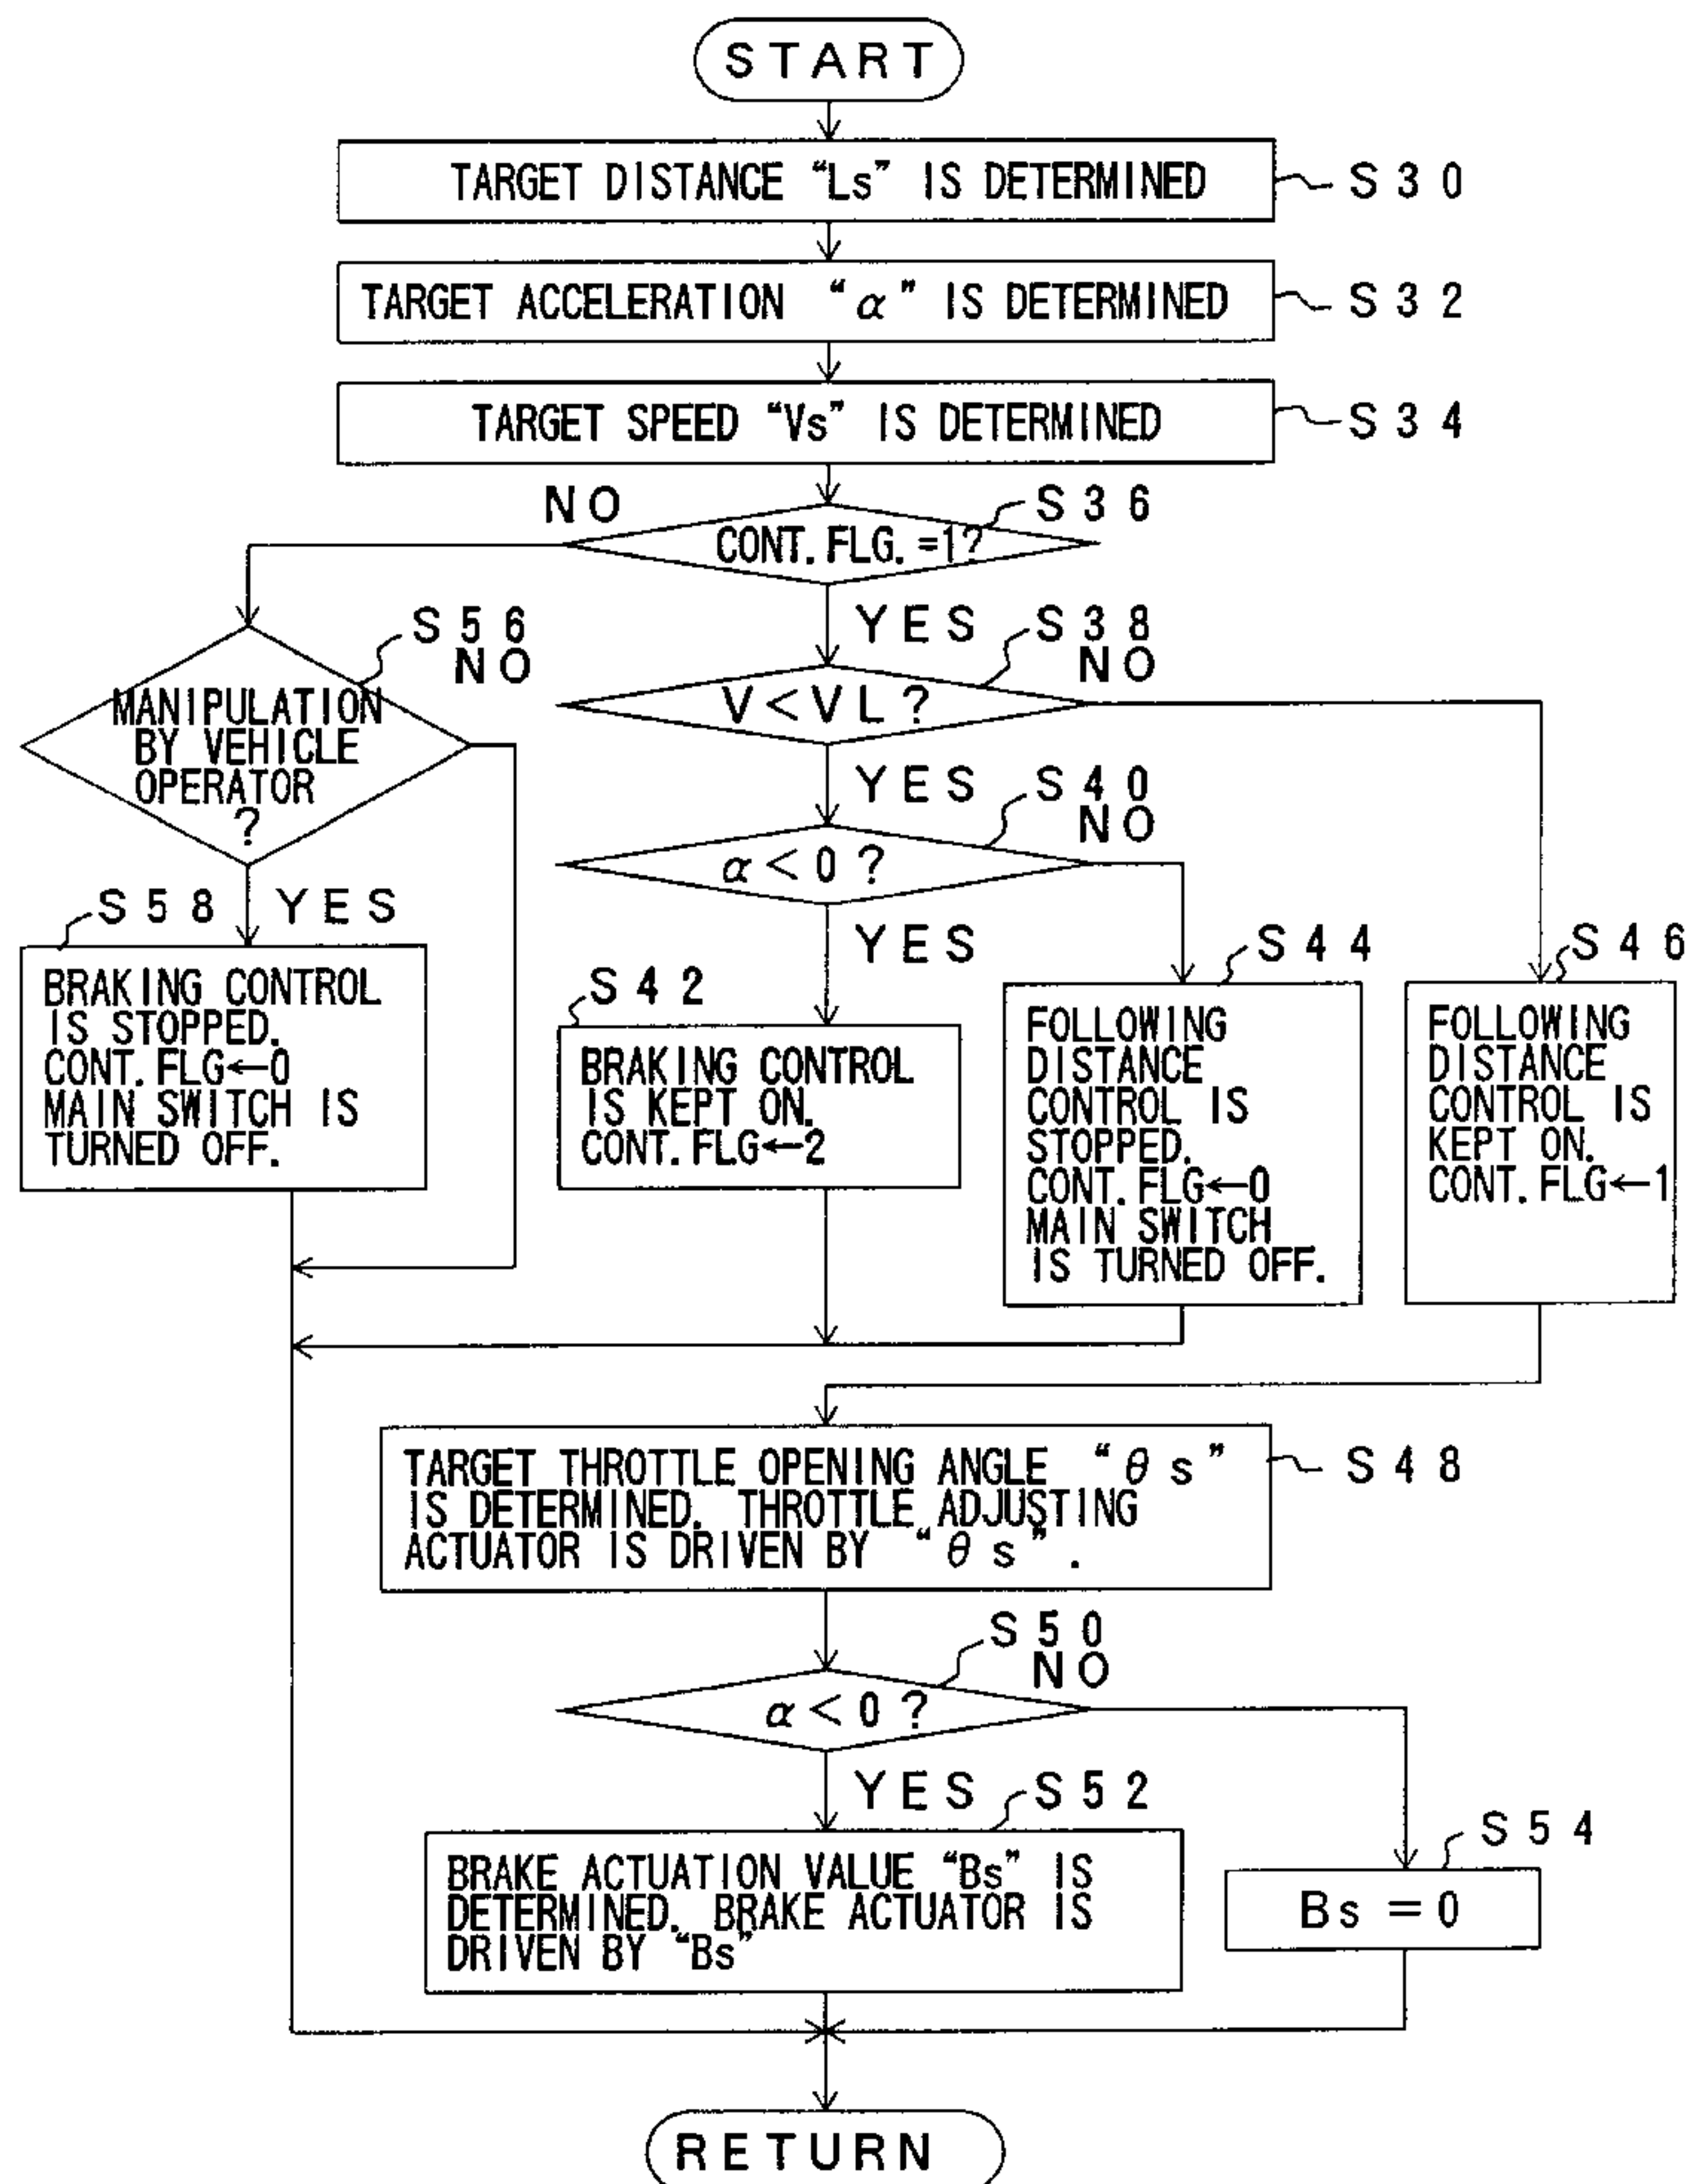 START
TARGET DISTANCE “Ls” IS DETERMINED
S30
TARGET ACCELERATION “α” IS DETERMINED
S32
TARGET SPEED “Vs” IS DETERMINED
S34
NO
S36
CONT. FLG. =1?
YES
S56
NO
MANIPULATION
BY VEHICLE
OPERATOR
?
S38
NO
V<VL?
YES
S40
NO
α<0?
YES
S58
YES
BRAKING CONTROL
IS STOPPED.
CONT. FLG←0
MAIN SWITCH IS
TURNED OFF.
S42
BRAKING CONTROL
IS KEPT ON.
CONT. FLG←2
S44
FOLLOWING
DISTANCE
CONTROL IS
STOPPED.
CONT. FLG←0
MAIN SWITCH
IS TURNED OFF.
S46
FOLLOWING
DISTANCE
CONTROL IS
KEPT ON.
CONT. FLG←1
TARGET THROTTLE OPENING ANGLE “θs”
IS DETERMINED. THROTTLE ADJUSTING
ACTUATOR IS DRIVEN BY “θs”.
S48
S50
NO
α<0?
YES
S52
BRAKE ACTUATION VALUE “Bs” IS
DETERMINED. BRAKE ACTUATOR IS
DRIVEN BY “Bs”
S54
Bs=0
RETURN